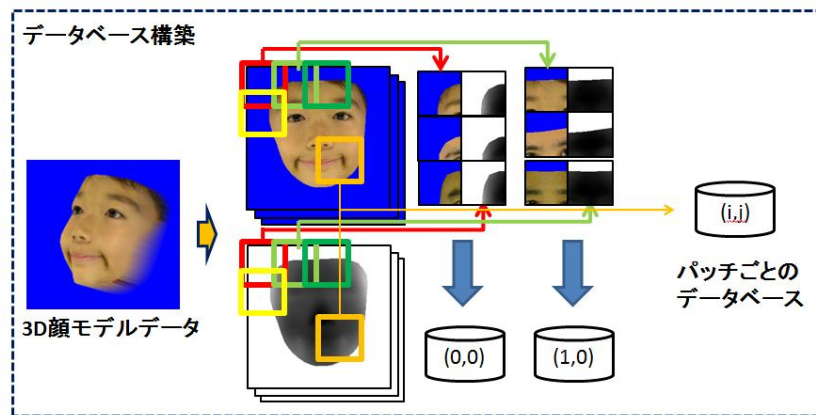 データベース構築
3D顔モデルデータ
(0,0)
(1,0)
(i,j)
パッチごとの
データベース